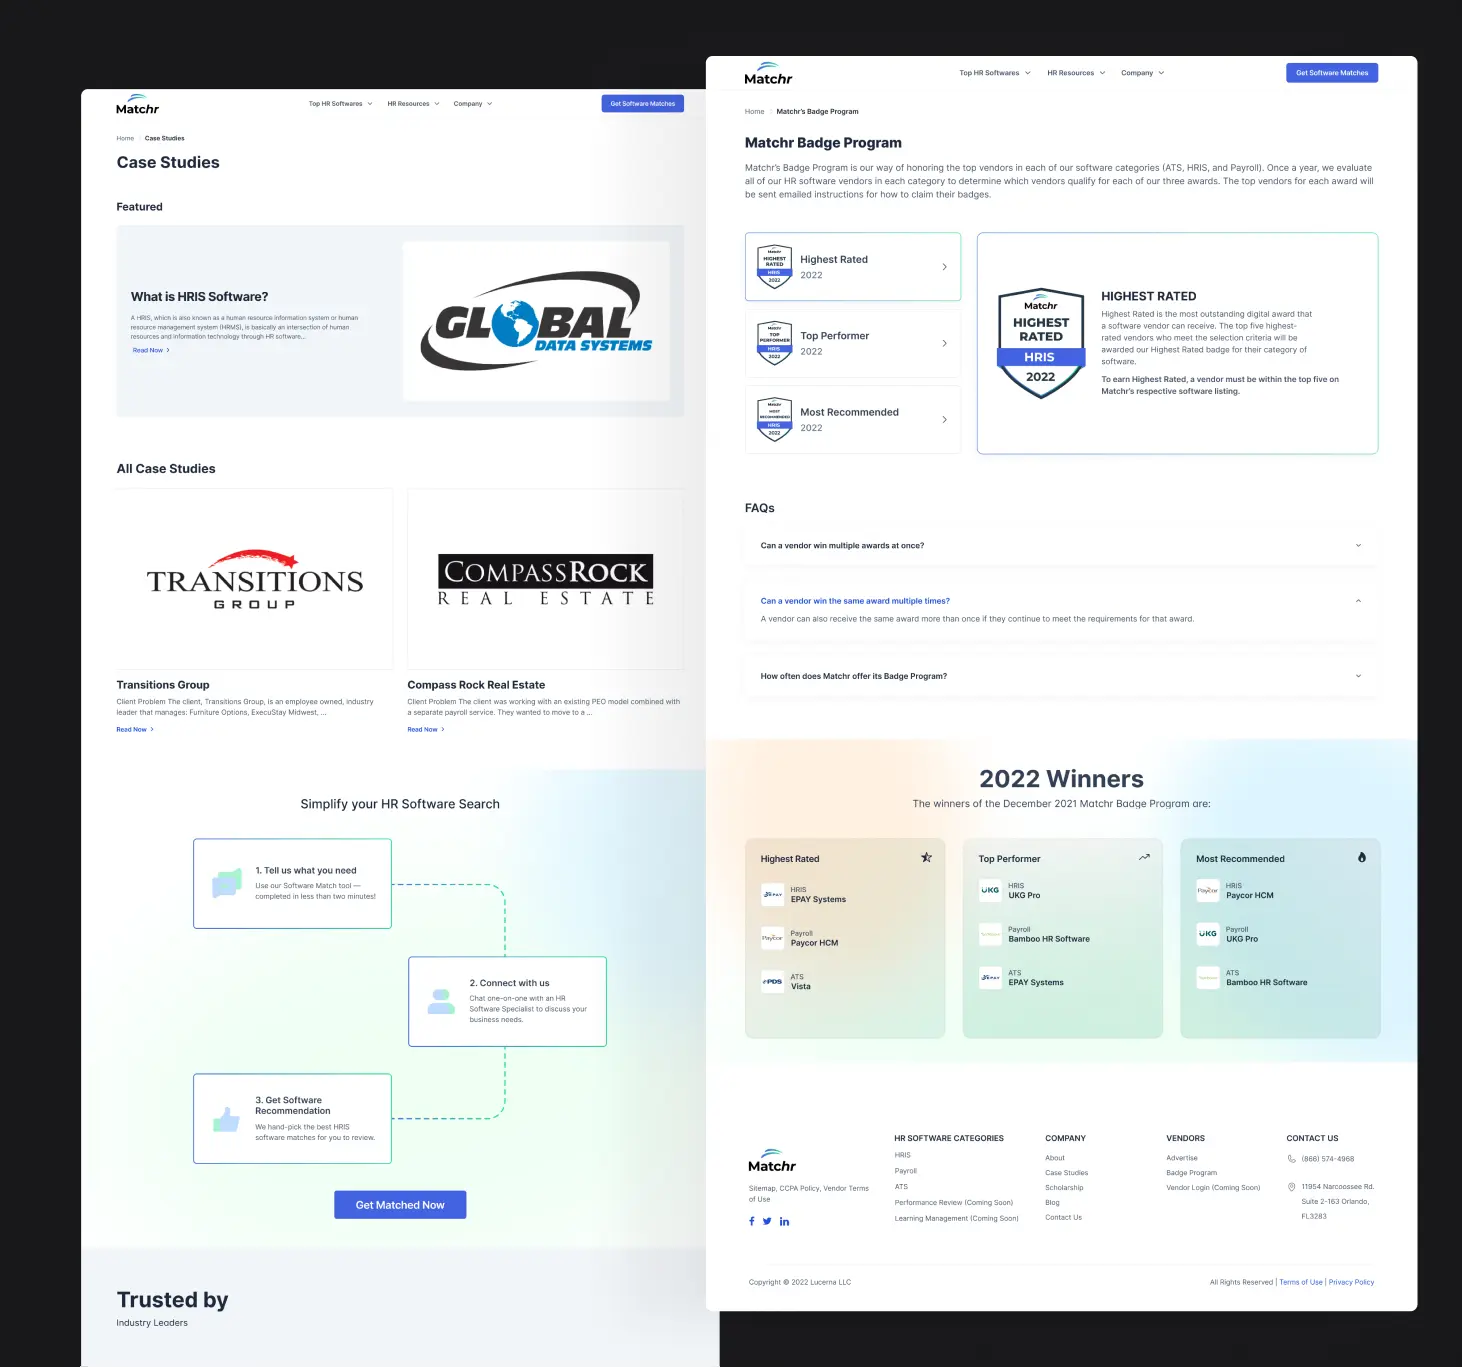 Matchr
Top HR Softwares
HR Resources
Company
Get Software Matches
Home
Case Studies
Case Studies
Featured
What is HRIS Software?
A HRIS, which is also known as a human resource information system or human
resource management system (HRMS), is basically an intersection of human
resources and information technology through HR software...
Read Now
GLOBAL
DATA SYSTEMS
All Case Studies
TRANSITIONS
GROUP
COMPASSROCK
REAL ESTATE
Transitions Group
Client Problem The client, Transitions Group, is an employee owned, industry
leader that manages: Furniture Options, ExecuStay Midwest, ...
Read Now
Compass Rock Real Estate
Client Problem The client was working with an existing PEO model combined with
a separate payroll service. They wanted to move to a ...
Read Now
Simplify your HR Software Search
1. Tell us what you need
Use our Software Match tool —
completed in less than two minutes!
2. Connect with us
Chat one-on-one with an HR
Software Specialist to discuss your
business needs.
3. Get Software
Recommendation
We hand-pick the best HRIS
software matches for you to review.
Get Matched Now
Trusted by
Industry Leaders
Matchr
Top HR Softwares
HR Resources
Company
Get Software Matches
Home
Matchr's Badge Program
Matchr Badge Program
Matchr's Badge Program is our way of honoring the top vendors in each of our software categories (ATS, HRIS, and Payroll). Once a year, we evaluate
all of our HR software vendors in each category to determine which vendors qualify for each of our three awards. The top vendors for each award will
be sent emailed instructions for how to claim their badges.
Matchr
HIGHEST
RATED
HRIS
2022
Highest Rated
2022
Matchr
TOP
PERFORMER
HRIS
2022
Top Performer
2022
Matchr
MOST
RECOMMENDED
HRIS
2022
Most Recommended
2022
Matchr
HIGHEST
RATED
HRIS
2022
HIGHEST RATED
Highest Rated is the most outstanding digital award that
a software vendor can receive. The top five highest-
rated vendors who meet the selection criteria will be
awarded our Highest Rated badge for their category of
software.
To earn Highest Rated, a vendor must be within the top five on
Matchr's respective software listing.
FAQs
Can a vendor win multiple awards at once?
Can a vendor win the same award multiple times?
A vendor can also receive the same award more than once if they continue to meet the requirements for that award.
How often does Matchr offer its Badge Program?
2022 Winners
The winners of the December 2021 Matchr Badge Program are:
Highest Rated
EPAY
HRIS
EPAY Systems
Paycor
Payroll
Paycor HCM
PDS
ATS
Vista
Top Performer
UKG
HRIS
UKG Pro
Payroll
Bamboo HR Software
EPAY
ATS
EPAY Systems
Most Recommended
Paycor
HRIS
Paycor HCM
UKG
Payroll
UKG Pro
ATS
Bamboo HR Software
Matchr
Sitemap, CCPA Policy, Vendor Terms
of Use
HR SOFTWARE CATEGORIES
HRIS
Payroll
ATS
Performance Review (Coming Soon)
Learning Management (Coming Soon)
COMPANY
About
Case Studies
Scholarship
Blog
Contact Us
VENDORS
Advertise
Badge Program
Vendor Login (Coming Soon)
CONTACT US
(866) 574-4968
11954 Narcoossee Rd.
Suite 2-163 Orlando,
FL3283
Copyright © 2022 Lucerna LLC
All Rights Reserved | Terms of Use | Privacy Policy